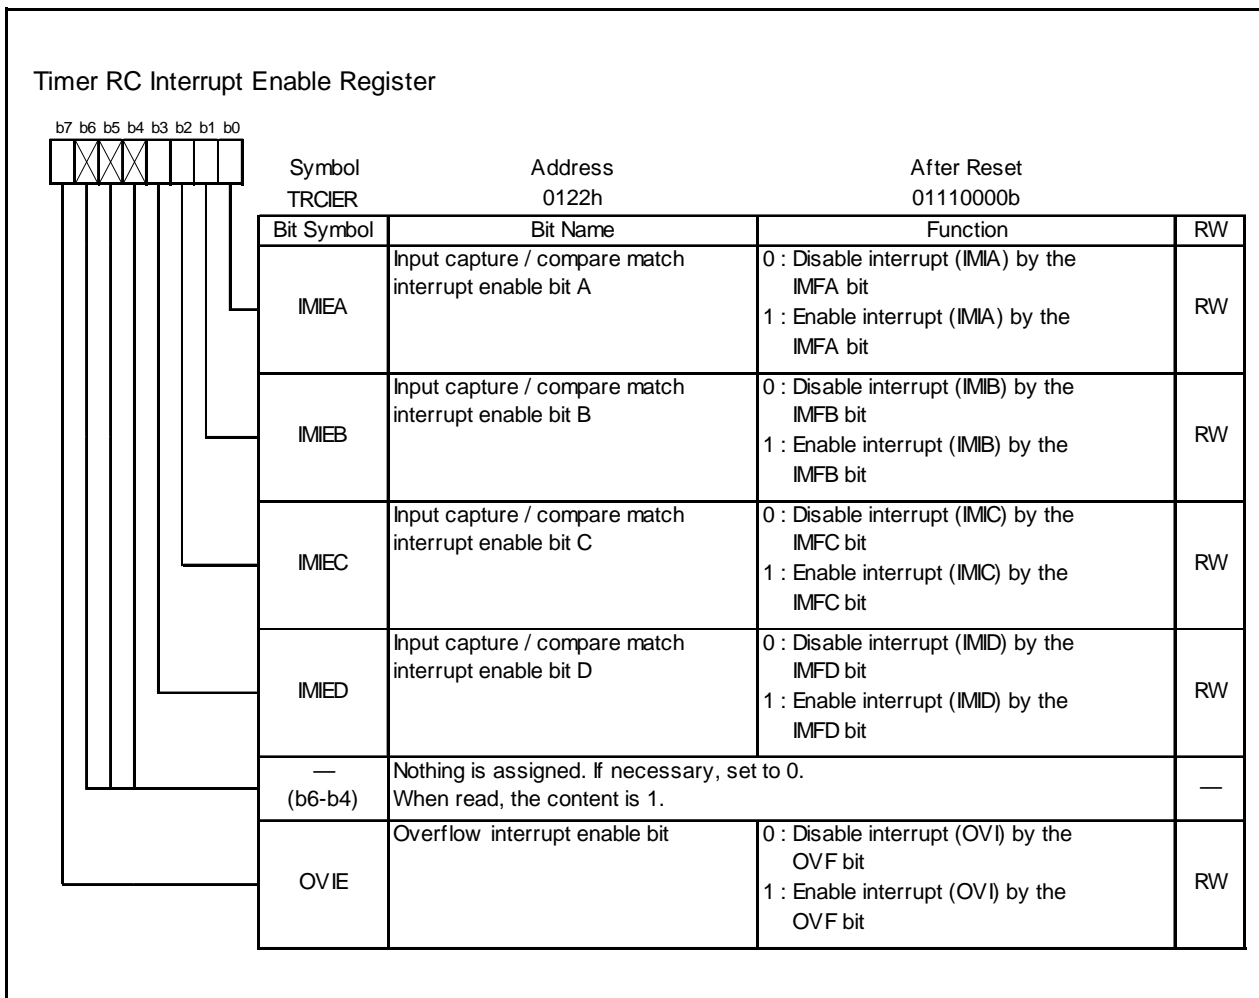 Timer RC Interrupt Enable Register
b7 b6 b5 b4 b3 b2 b1 b0
Symbol Address After Reset
TRCIER 0122h 01110000b
Bit Symbol Bit Name Function RW
IMIEA
Input capture / compare match
interrupt enable bit A
0 : Disable interrupt (IMIA) by the
IMFA bit
1 : Enable interrupt (IMIA) by the
IMFA bit
RW
IMIEB
Input capture / compare match
interrupt enable bit B
0 : Disable interrupt (IMIB) by the
IMFB bit
1 : Enable interrupt (IMIB) by the
IMFB bit
RW
IMIEC
Input capture / compare match
interrupt enable bit C
0 : Disable interrupt (IMIC) by the
IMFC bit
1 : Enable interrupt (IMIC) by the
IMFC bit
RW
IMIED
Input capture / compare match
interrupt enable bit D
0 : Disable interrupt (IMID) by the
IMFD bit
1 : Enable interrupt (IMID) by the
IMFD bit
RW
—
(b6-b4)
Nothing is assigned. If necessary, set to 0.
When read, the content is 1.
—
OVIE
Overflow interrupt enable bit
0 : Disable interrupt (OVI) by the
OVF bit
1 : Enable interrupt (OVI) by the
OVF bit
RW